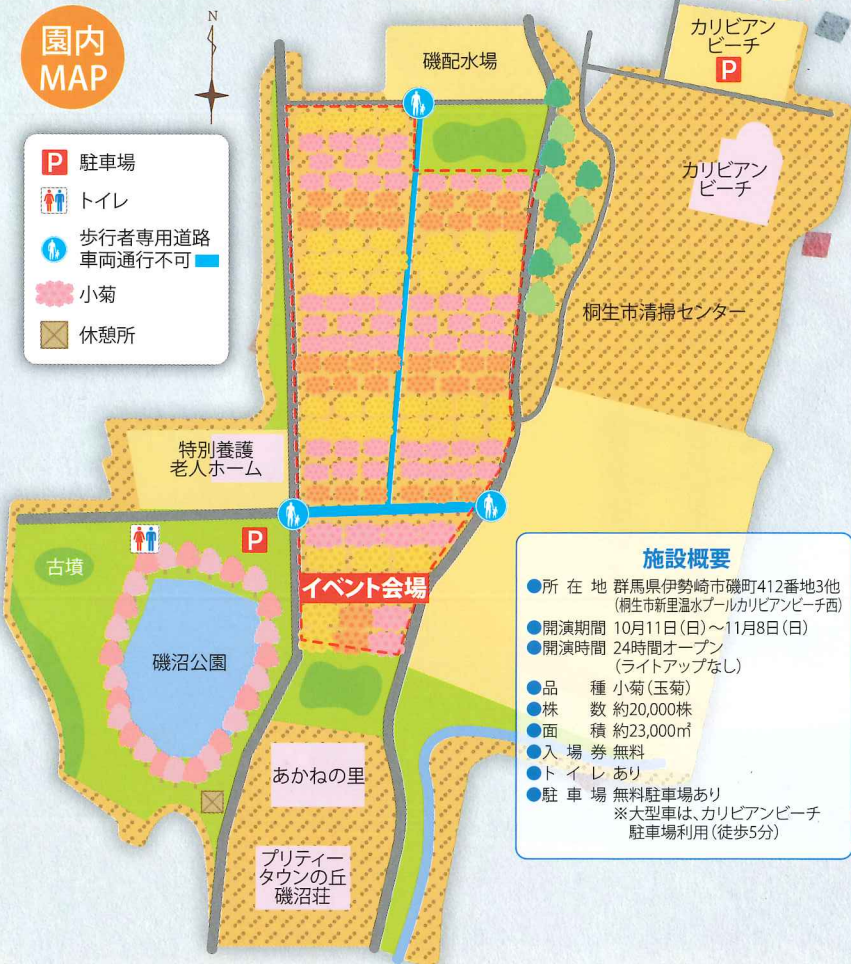 園内
MAP
N
P 駐車場
トイレ
歩行者専用道路
車両通行不可
小菊
休憩所
磯配水場
カリビアン
ビーチ
P
カリビアン
ビーチ
桐生市清掃センター
特別養護
老人ホーム
P
古墳
イベント会場
磯沼公園
あかねの里
プリティー
タウンの丘
磯沼荘
施設概要
●所在地 群馬県伊勢崎市磯町412番地3他
(桐生市新里温水プールカリビアンビーチ西)
●開演期間 10月11日(日)～11月8日(日)
●開演時間 24時間オープン
(ライトアップなし)
●品種 小菊(玉菊)
●株数 約20,000株
●面積 約23,000㎡
●入場券 無料
●トイレ あり
●駐車場 無料駐車場あり
※大型車は、カリビアンビーチ
駐車場利用(徒歩5分)